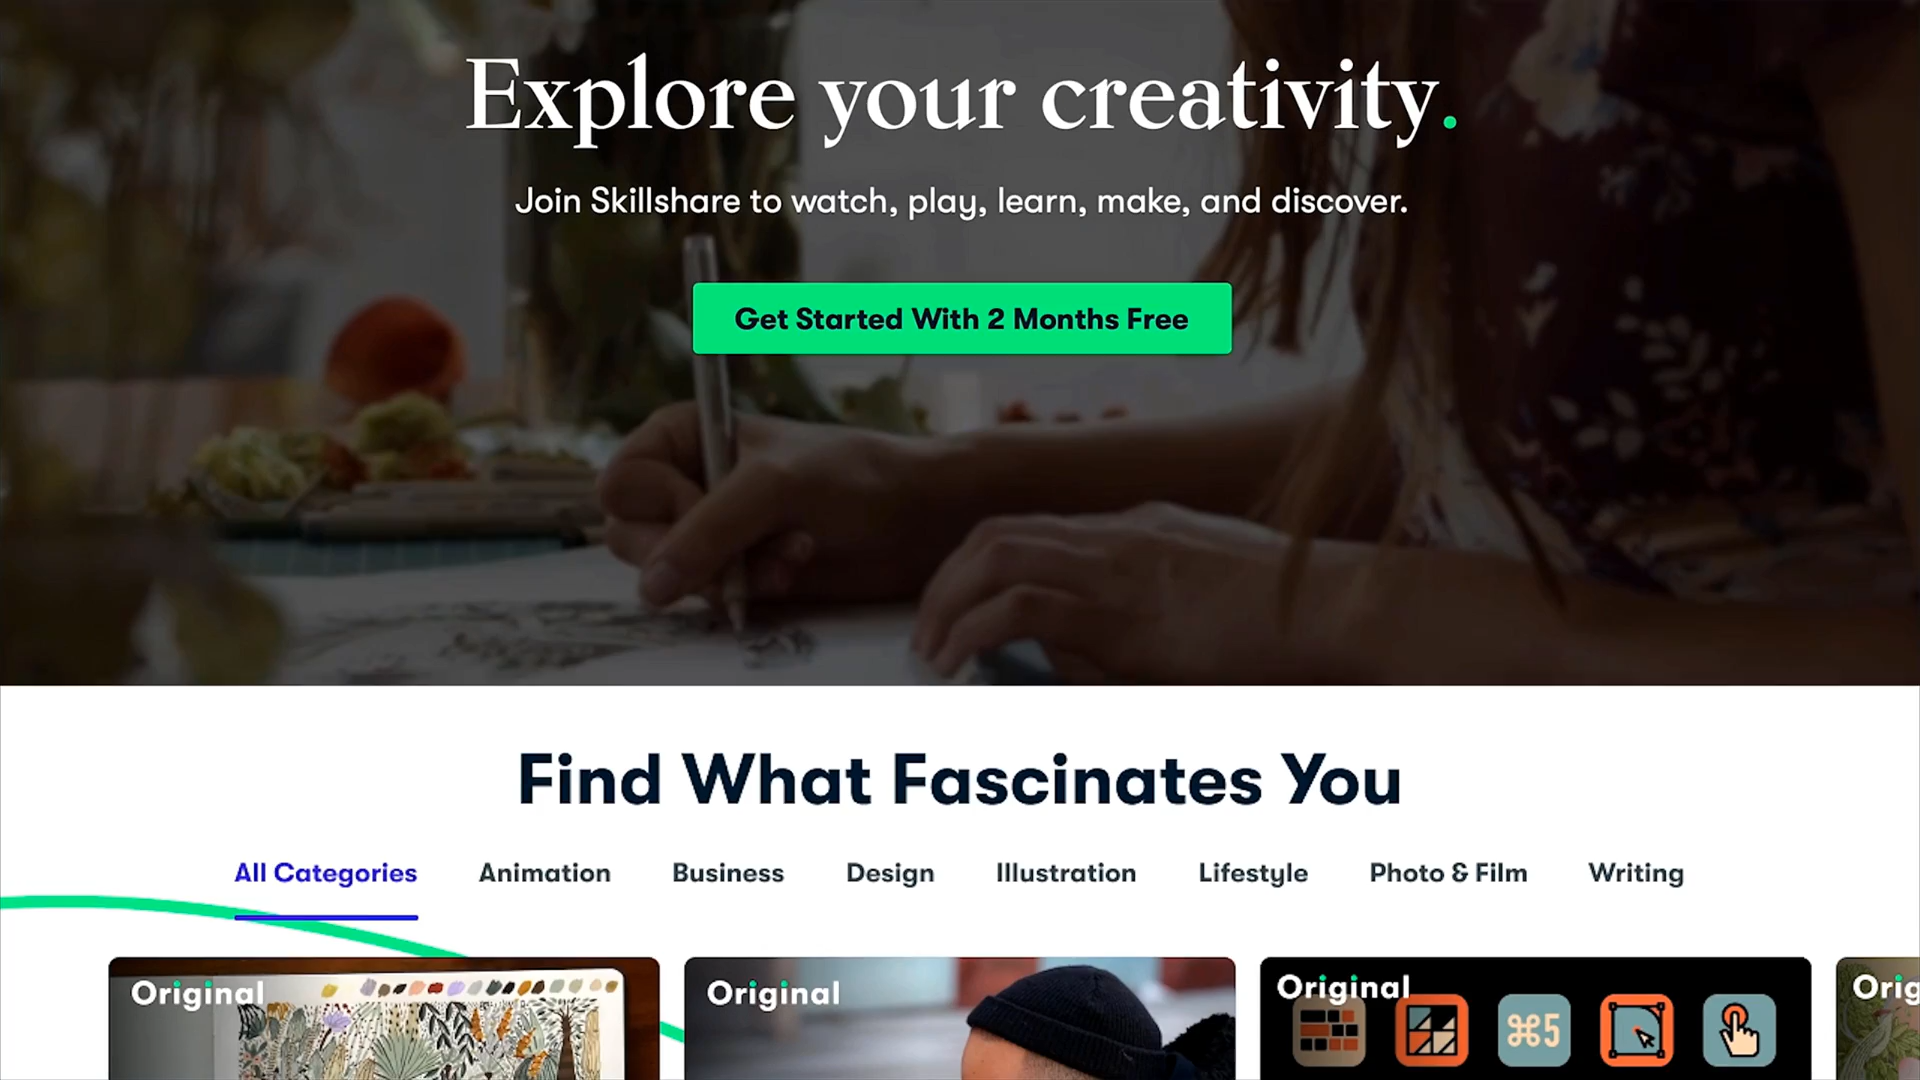 Explore your creativity.
Join Skillshare to watch, play, learn, make, and discover.
Get Started With 2 Months Free
Find What Fascinates You
All Categories Animation Business Design Illustration Lifestyle Photo & Film Writing
Original Original Original Orig
⌘5